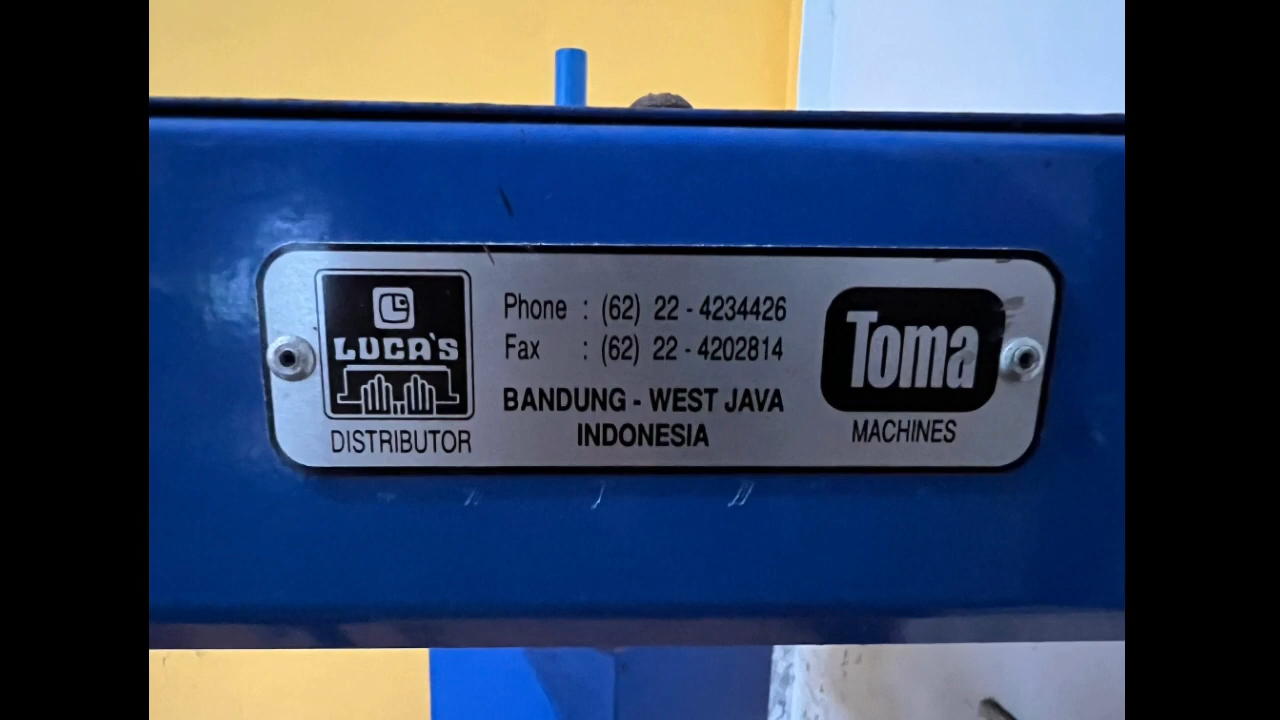 LUCA'S
DISTRIBUTOR
Phone : (62) 22 - 4234426
Fax : (62) 22 - 4202814
BANDUNG - WEST JAVA
INDONESIA
Toma
MACHINES